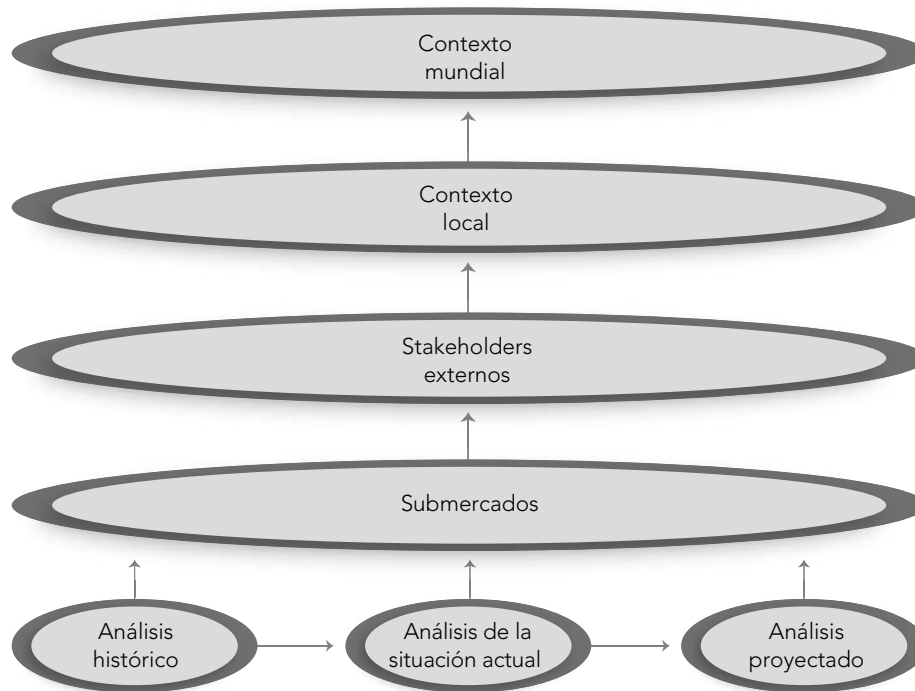 Contexto
mundial
Contexto
local
Stakeholders
externos
Submercados
Análisis
histórico
Análisis de la
situación actual
Análisis
proyectado